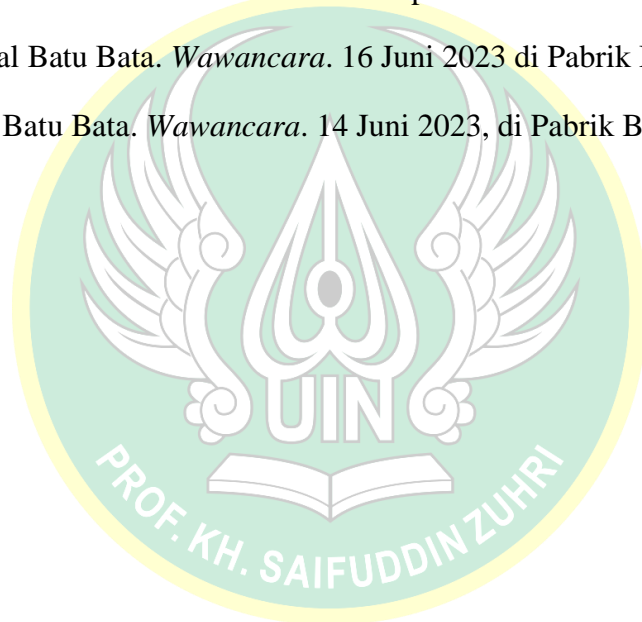 al Batu Bata. Wawancara. 16 Juni 2023 di Pabrik
Batu Bata. Wawancara. 14 Juni 2023, di Pabrik B
UIN
PROF. KH. SAIFUDDIN ZUHRI